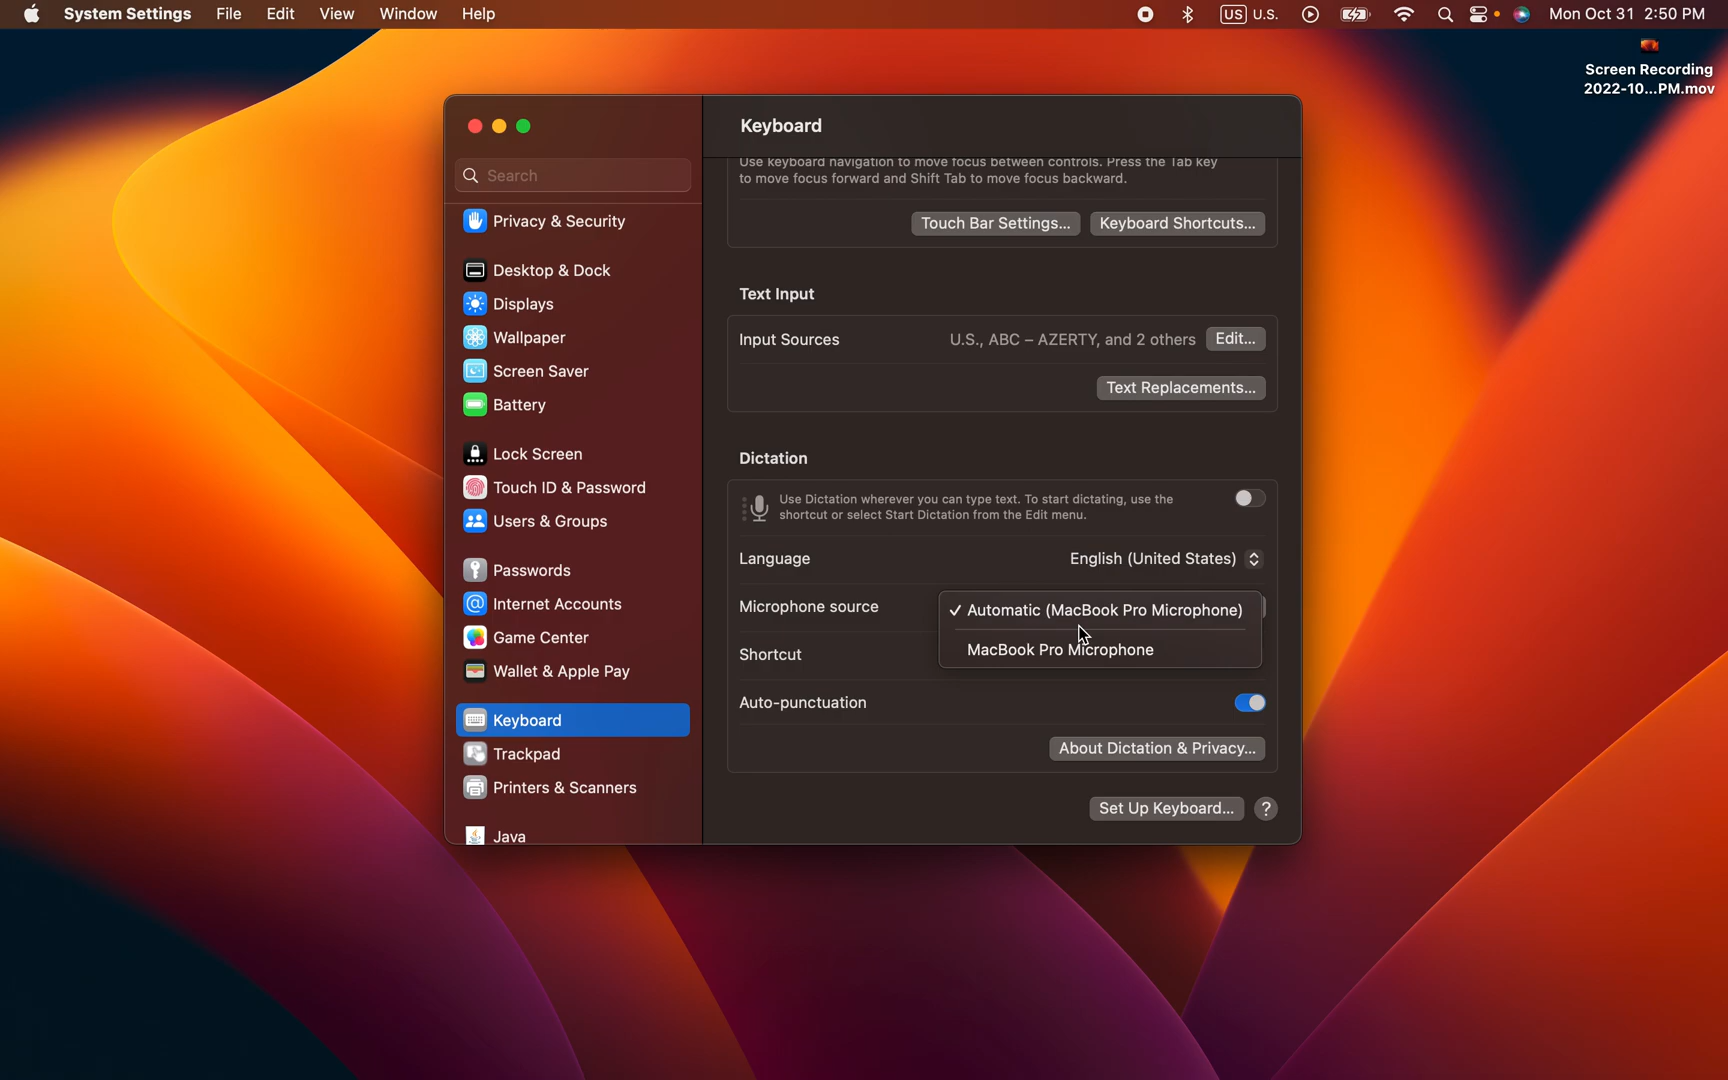 System Settings File Edit View Window Help US U.S. Mon Oct 31 2:50 PM
Screen Recording
2022-10...PM.mov
Search
Privacy & Security
Desktop & Dock
Displays
Wallpaper
Screen Saver
Battery
Lock Screen
Touch ID & Password
Users & Groups
Passwords
Internet Accounts
Game Center
Wallet & Apple Pay
Keyboard
Trackpad
Printers & Scanners
Java
Keyboard
Use keyboard navigation to move focus between controls. Press the Tab key
to move focus forward and Shift Tab to move focus backward.
Touch Bar Settings... Keyboard Shortcuts...
Text Input
Input Sources U.S., ABC – AZERTY, and 2 others Edit...
Text Replacements...
Dictation
Use Dictation wherever you can type text. To start dictating, use the
shortcut or select Start Dictation from the Edit menu.
Language English (United States)
Microphone source ✓ Automatic (MacBook Pro Microphone)
MacBook Pro Microphone
Shortcut
Auto-punctuation
About Dictation & Privacy...
Set Up Keyboard... ?